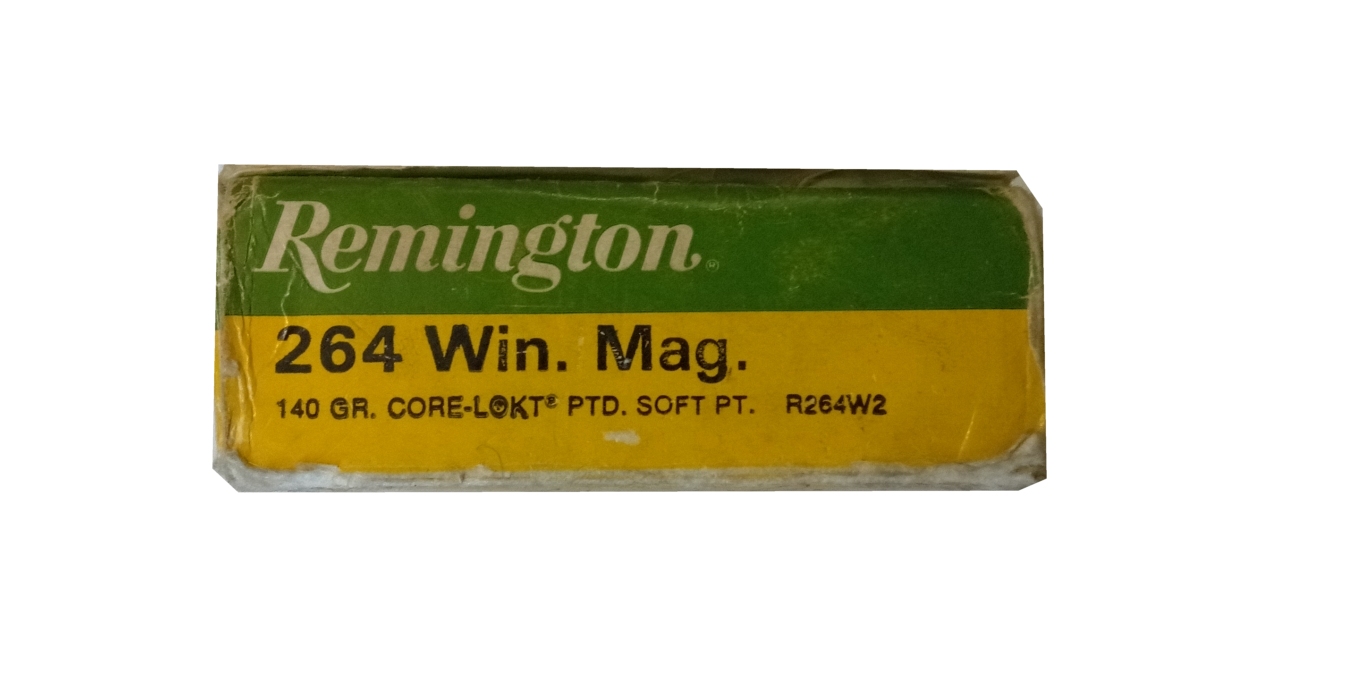 Remington®
264 Win. Mag.
140 GR. CORE-LOKT® PTD. SOFT PT. R264W2